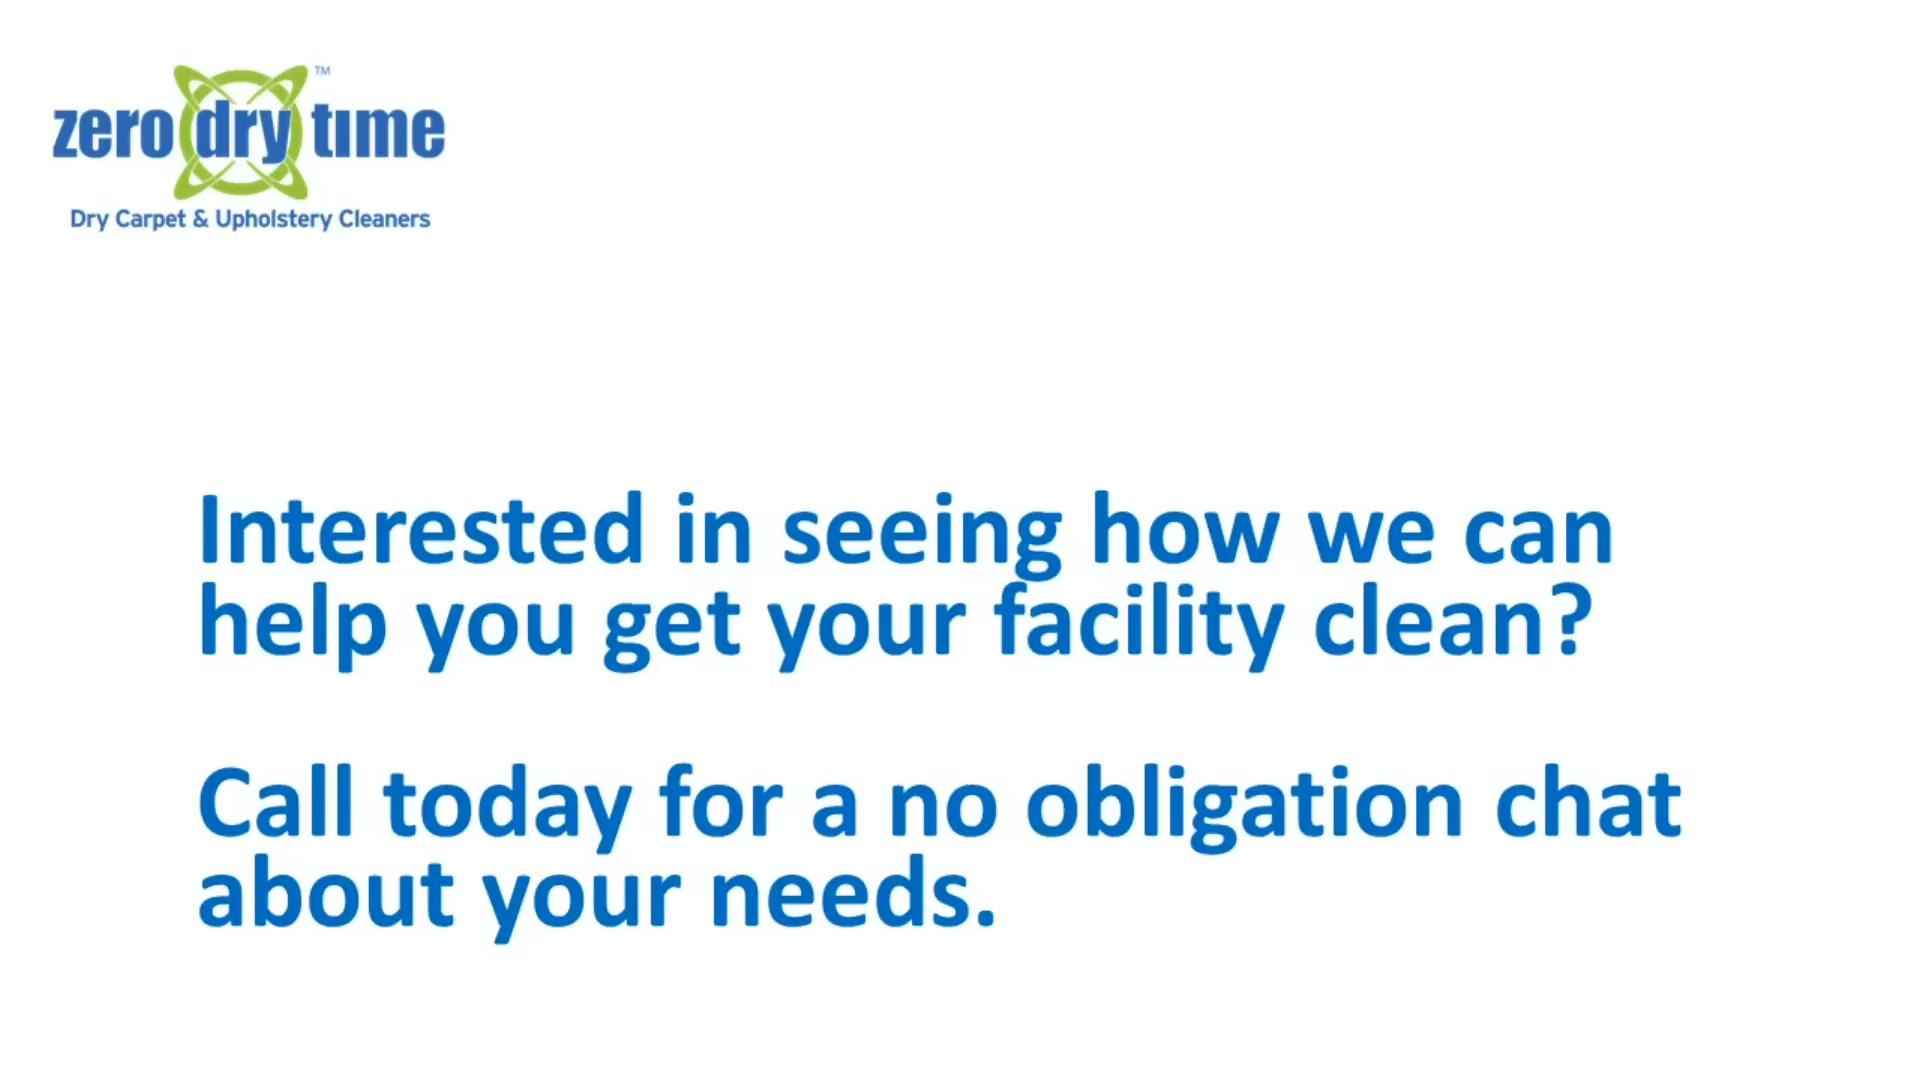 zero dry time ™
Dry Carpet & Upholstery Cleaners
Interested in seeing how we can
help you get your facility clean?
Call today for a no obligation chat
about your needs.